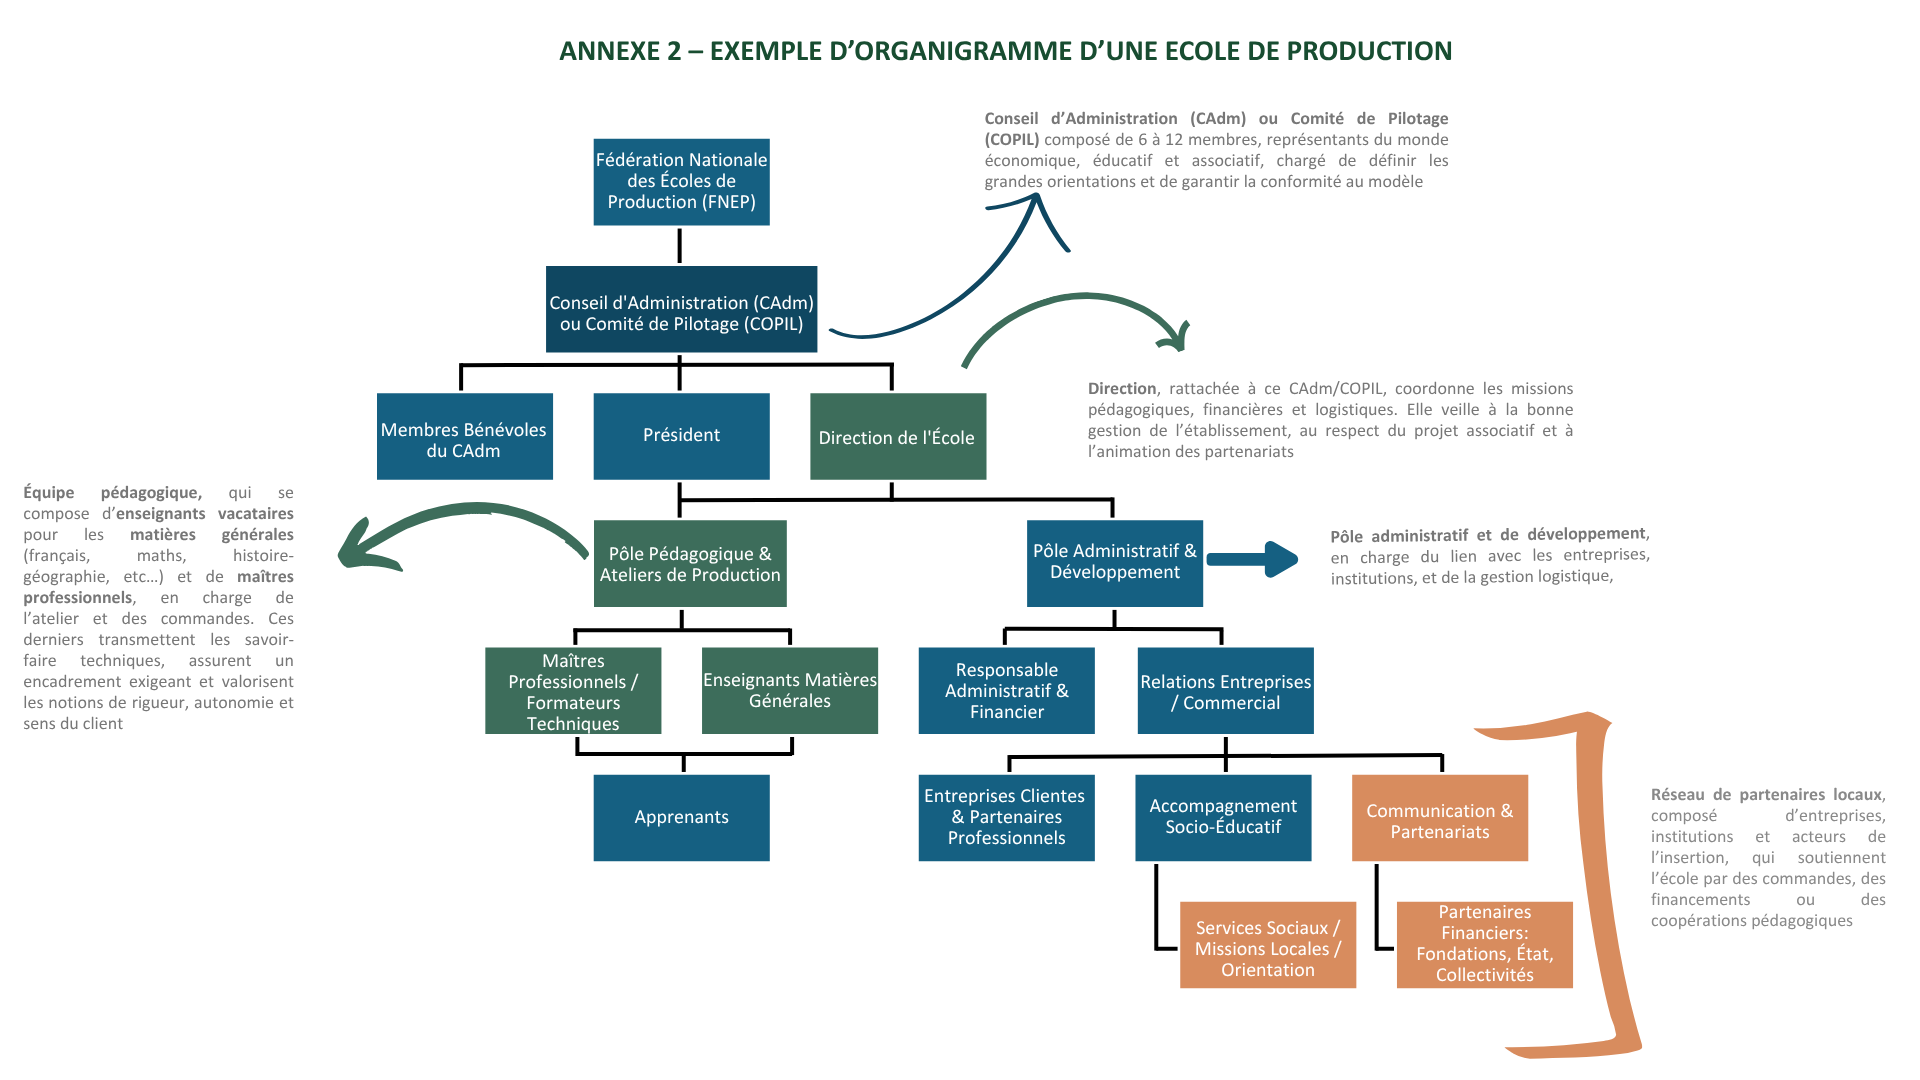 ANNEXE 2 – EXEMPLE D’ORGANIGRAMME D’UNE ECOLE DE PRODUCTION
Conseil d’Administration (CAdm) ou Comité de Pilotage
(COPIL) composé de 6 à 12 membres, représentants du monde
économique, éducatif et associatif, chargé de définir les
grandes orientations et de garantir la conformité au modèle
Fédération Nationale
des Écoles de
Production (FNEP)
Conseil d'Administration (CAdm)
ou Comité de Pilotage (COPIL)
Membres Bénévoles
du CAdm
Président
Direction de l'École
Direction, rattachée à ce CAdm/COPIL, coordonne les missions
pédagogiques, financières et logistiques. Elle veille à la bonne
gestion de l’établissement, au respect du projet associatif et à
l’animation des partenariats
Équipe pédagogique, qui se
compose d’enseignants vacataires
pour les matières générales
(français, maths, histoire-
géographie, etc…) et de maîtres
professionnels, en charge de
l’atelier et des commandes. Ces
derniers transmettent les savoir-
faire techniques, assurent un
encadrement exigeant et valorisent
les notions de rigueur, autonomie et
sens du client
Pôle Pédagogique &
Ateliers de Production
Pôle Administratif &
Développement
Pôle administratif et de développement,
en charge du lien avec les entreprises,
institutions, et de la gestion logistique,
Maîtres
Professionnels /
Formateurs
Techniques
Enseignants Matières
Générales
Responsable
Administratif &
Financier
Relations Entreprises
/ Commercial
Apprenants
Entreprises Clientes
& Partenaires
Professionnels
Accompagnement
Socio-Éducatif
Communication &
Partenariats
Réseau de partenaires locaux,
composé d’entreprises,
institutions et acteurs de
l’insertion, qui soutiennent
l’école par des commandes, des
financements ou des
coopérations pédagogiques
Services Sociaux /
Missions Locales /
Orientation
Partenaires
Financiers:
Fondations, État,
Collectivités